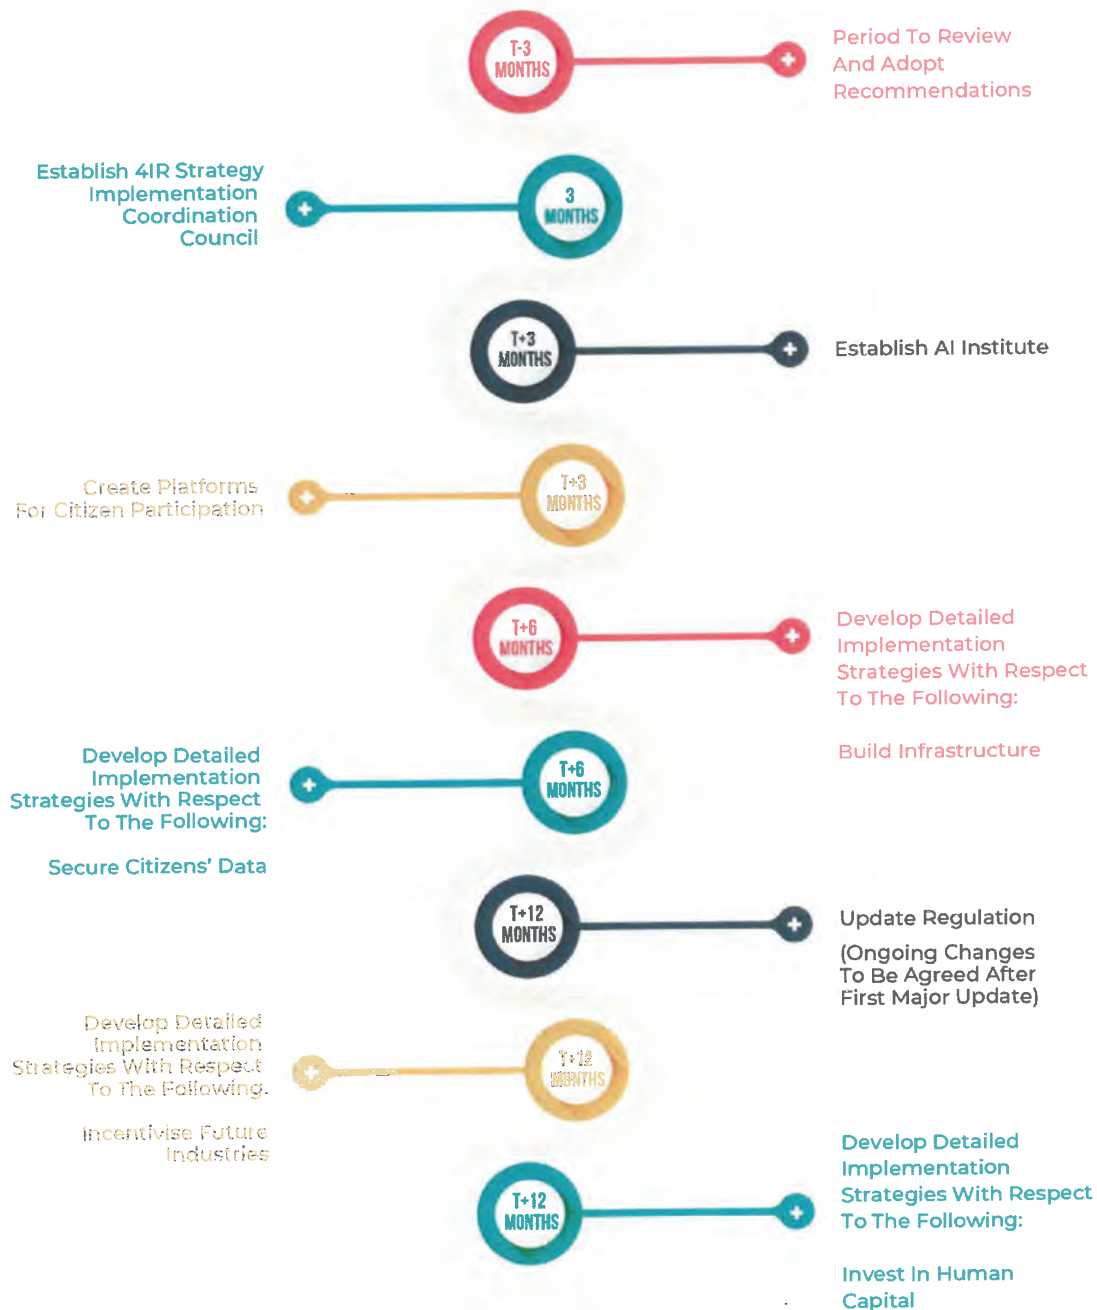 T-3
MONTHS
Period To Review
And Adopt
Recommendations
Establish 4IR Strategy
Implementation
Coordination
Council
3
MONTHS
T+3
MONTHS
Establish AI Institute
Create Platforms
For Citizen Participation
T+3
MONTHS
T+6
MONTHS
Develop Detailed
Implementation
Strategies With Respect
To The Following:
Build Infrastructure
Develop Detailed
Implementation
Strategies With Respect
To The Following:
Secure Citizens' Data
T+6
MONTHS
T+12
MONTHS
Update Regulation
(Ongoing Changes
To Be Agreed After
First Major Update)
Develop Detailed
Implementation
Strategies With Respect
To The Following.
Incentivise Future
Industries
T+12
MONTHS
T+12
MONTHS
Develop Detailed
Implementation
Strategies With Respect
To The Following:
Invest In Human
Capital